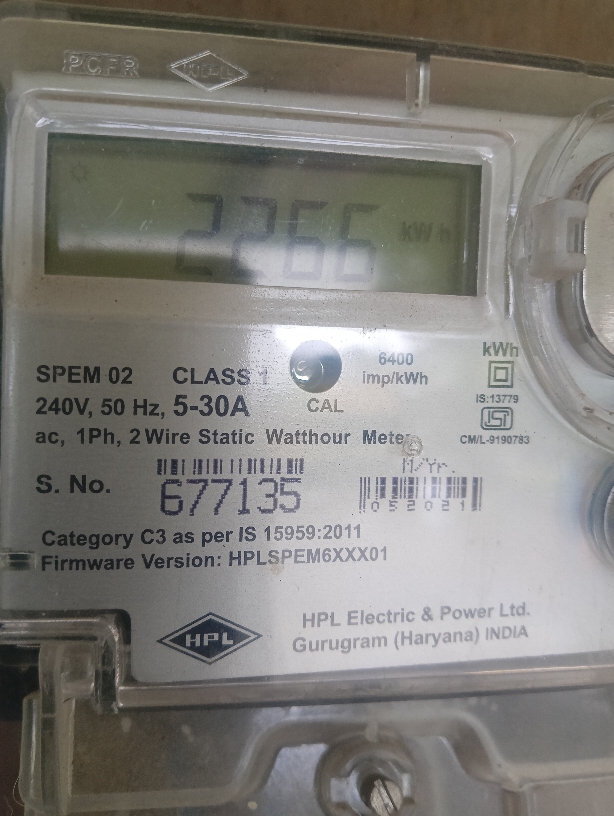 PCFR
2266 kWh
6400
imp/kWh
kWh
SPEM 02 CLASS 1
240V, 50 Hz, 5-30A CAL
IS:13779
ac, 1Ph, 2 Wire Static Watthour Meter
CM/L-9190783
S. No. 677135
M/Yr.
052021
Category C3 as per IS 15959:2011
Firmware Version: HPLSPEM6XXX01
HPL
HPL Electric & Power Ltd.
Gurugram (Haryana) INDIA